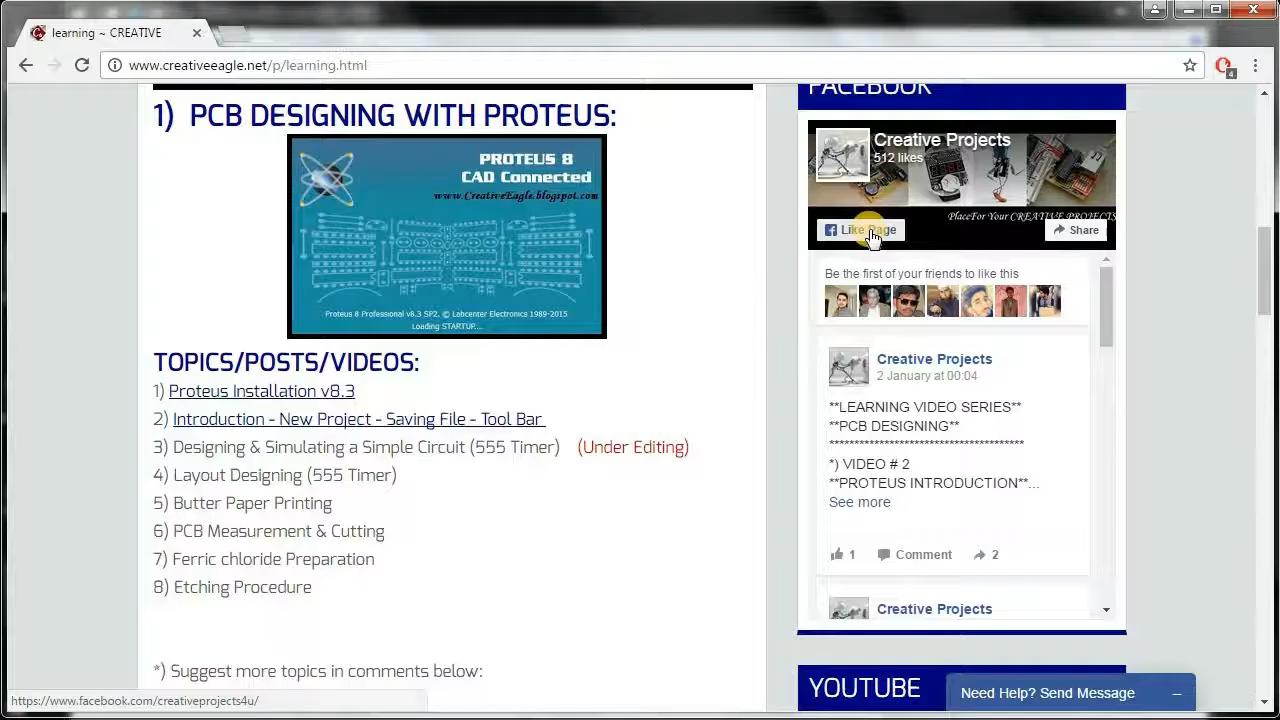 learning ~ CREATIVE
www.creativeeagle.net/p/learning.html
4
1) PCB DESIGNING WITH PROTEUS:
PROTEUS 8
CAD Connected
www.CreativeEagle.blogspot.com
Proteus 8 Professional v8.3 SP2. © Labcenter Electronics 1989-2015
Loading STARTUP....
TOPICS/POSTS/VIDEOS:
1) Proteus Installation v8.3
2) Introduction - New Project - Saving File - Tool Bar
3) Designing & Simulating a Simple Circuit (555 Timer) (Under Editing)
4) Layout Designing (555 Timer)
5) Butter Paper Printing
6) PCB Measurement & Cutting
7) Ferric chloride Preparation
8) Etching Procedure
*) Suggest more topics in comments below:
https://www.facebook.com/creativeprojects4u/
FACEBOOK
Creative Projects
512 likes
PlaceFor Your CREATIVE PROJECTS
Like Page
Share
Be the first of your friends to like this
Creative Projects
2 January at 00:04
**LEARNING VIDEO SERIES**
**PCB DESIGNING**
***************************************
*) VIDEO # 2
**PROTEUS INTRODUCTION**...
See more
1 Comment 2
Creative Projects
YOUTUBE
Need Help? Send Message